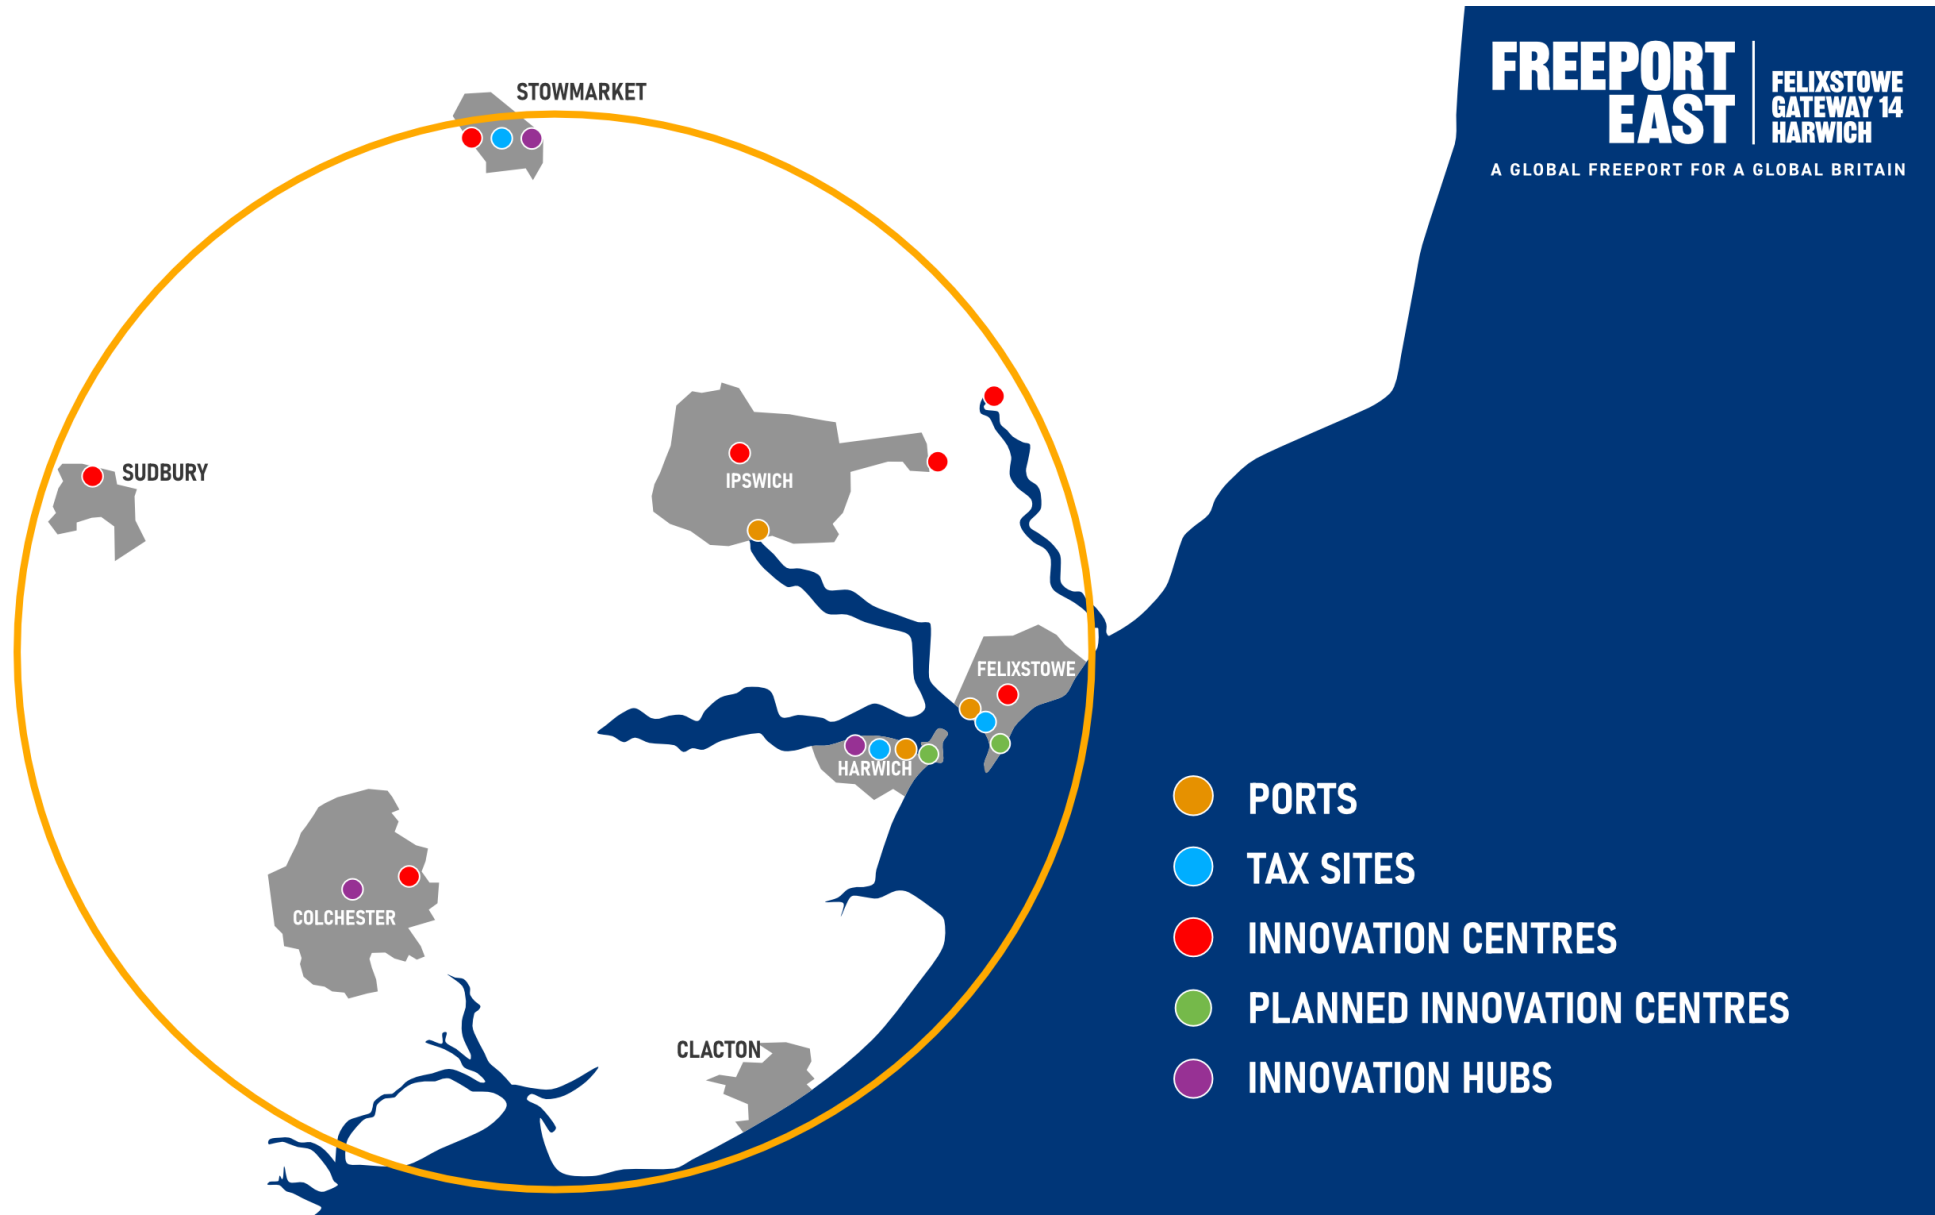 FREEPORT
EAST
FELIXSTOWE
GATEWAY 14
HARWICH
A GLOBAL FREEPORT FOR A GLOBAL BRITAIN
STOWMARKET
SUDBURY
IPSWICH
FELIXSTOWE
HARWICH
COLCHESTER
CLACTON
PORTS
TAX SITES
INNOVATION CENTRES
PLANNED INNOVATION CENTRES
INNOVATION HUBS